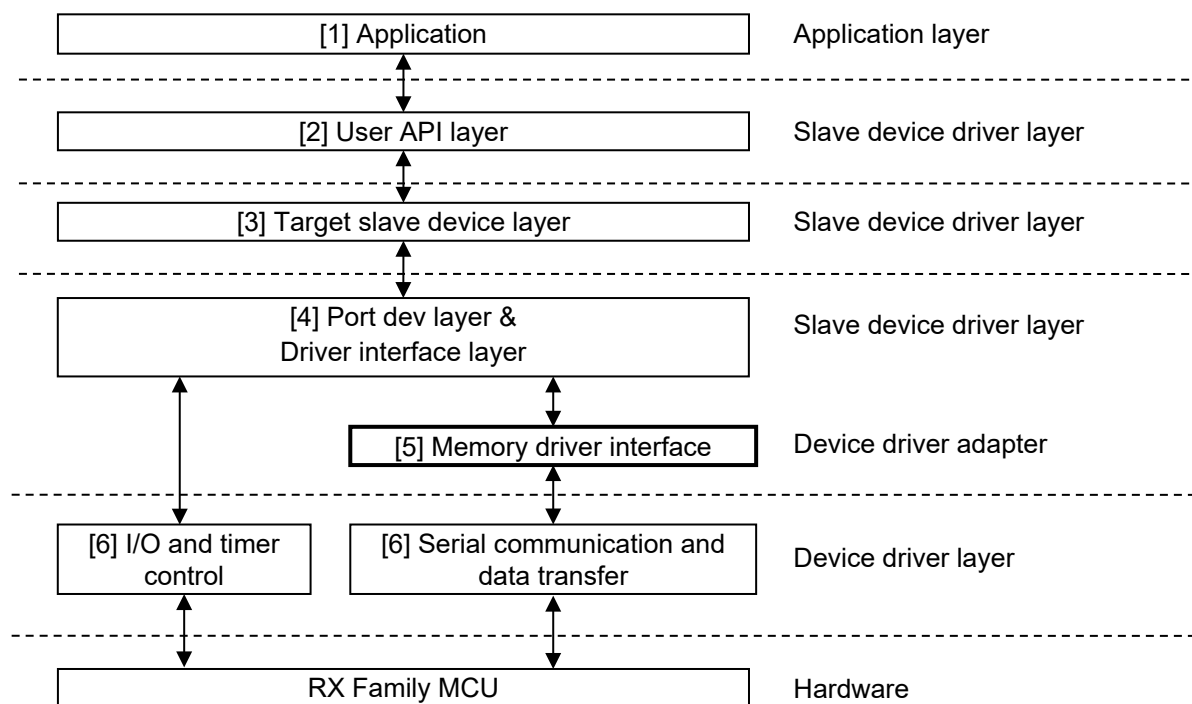 [1] Application
Application layer
[2] User API layer
Slave device driver layer
[3] Target slave device layer
Slave device driver layer
[4] Port dev layer &
Driver interface layer
Slave device driver layer
[5] Memory driver interface
Device driver adapter
[6] I/O and timer
control
[6] Serial communication and
data transfer
Device driver layer
RX Family MCU
Hardware